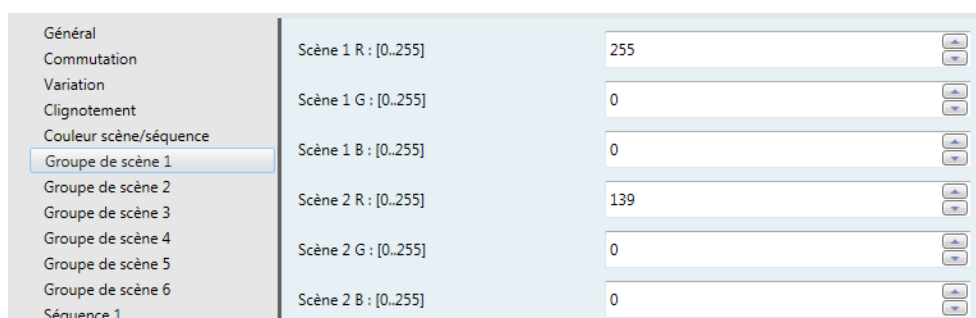 Général
Commutation
Variation
Clignotement
Couleur scène/séquence
Groupe de scène 1
Groupe de scène 2
Groupe de scène 3
Groupe de scène 4
Groupe de scène 5
Groupe de scène 6
Séquence 1
Scène 1 R : [0..255] 255
Scène 1 G : [0..255] 0
Scène 1 B : [0..255] 0
Scène 2 R : [0..255] 139
Scène 2 G : [0..255] 0
Scène 2 B : [0..255] 0